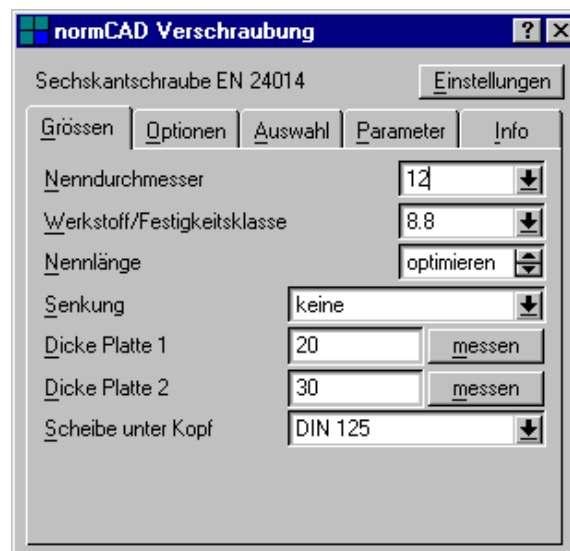 normCAD Verschraubung
Sechskantschraube EN 24014 Einstellungen
Grössen Optionen Auswahl Parameter Info
Nenndurchmesser 12
Werkstoff/Festigkeitsklasse 8.8
Nennlänge optimieren
Senkung keine
Dicke Platte 1 20 messen
Dicke Platte 2 30 messen
Scheibe unter Kopf DIN 125